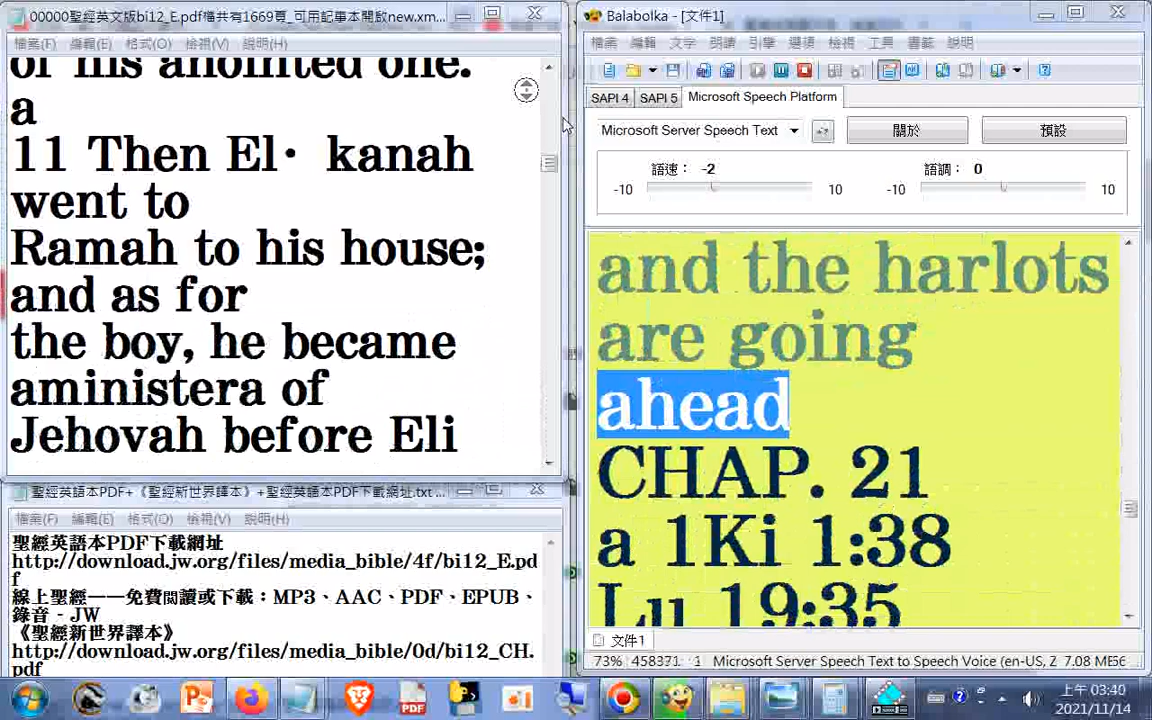 00000聖經英文版bi12_E.pdf檔共有1669頁_可用記事本開啟new.xm...
檔案(F) 編輯(E) 格式(O) 檢視(V) 說明(H)
of his anointed one.
a
11 Then El· kanah
went to
Ramah to his house;
and as for
the boy, he became
aministera of
Jehovah before Eli
聖經英語本PDF+《聖經新世界譯本》+聖經英語本PDF下載網址.txt ...
檔案(F) 編輯(E) 格式(O) 檢視(V) 說明(H)
聖經英語本PDF下載網址
http://download.jw.org/files/media_bible/4f/bi12_E.pd
f
線上聖經——免費閱讀或下載：MP3、AAC、PDF、EPUB、
錄音 - JW
《聖經新世界譯本》
http://download.jw.org/files/media_bible/0d/bi12_CH.
pdf
Balabolka - [文件1]
檔案 編輯 文字 朗讀 引擎 選項 檢視 工具 書籤 說明
SAPI 4 SAPI 5 Microsoft Speech Platform
Microsoft Server Speech Text 關於 預設
語速： -2 語調： 0
-10 10 -10 10
and the harlots
are going
ahead
CHAP. 21
a 1Ki 1:38
Lu 19:35
文件1
73% 458371 1 Microsoft Server Speech Text to Speech Voice (en-US, Z 7.08 ME56
PDF
上午 03:40
2021/11/14